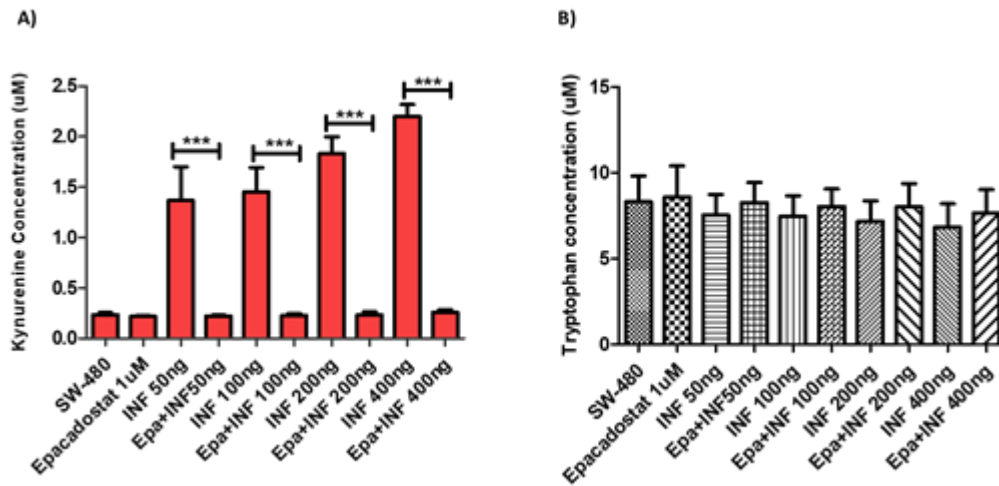 A)
Kynurenine Concentration (uM)
2.5
2.0
1.5
1.0
0.5
0.0
***
***
***
***
SW-480
Epacadostat 1uM
INF 50ng
Epa+INF50ng
INF 100ng
Epa+INF 100ng
INF 200ng
Epa+INF 200ng
INF 400ng
Epa+INF 400ng
B)
Tryptophan concentration (uM)
15
10
5
0
SW-480
Epacadostat 1uM
INF 50ng
Epa+INF50ng
INF 100ng
Epa+INF 100ng
INF 200ng
Epa+INF 200ng
INF 400ng
Epa+INF 400ng